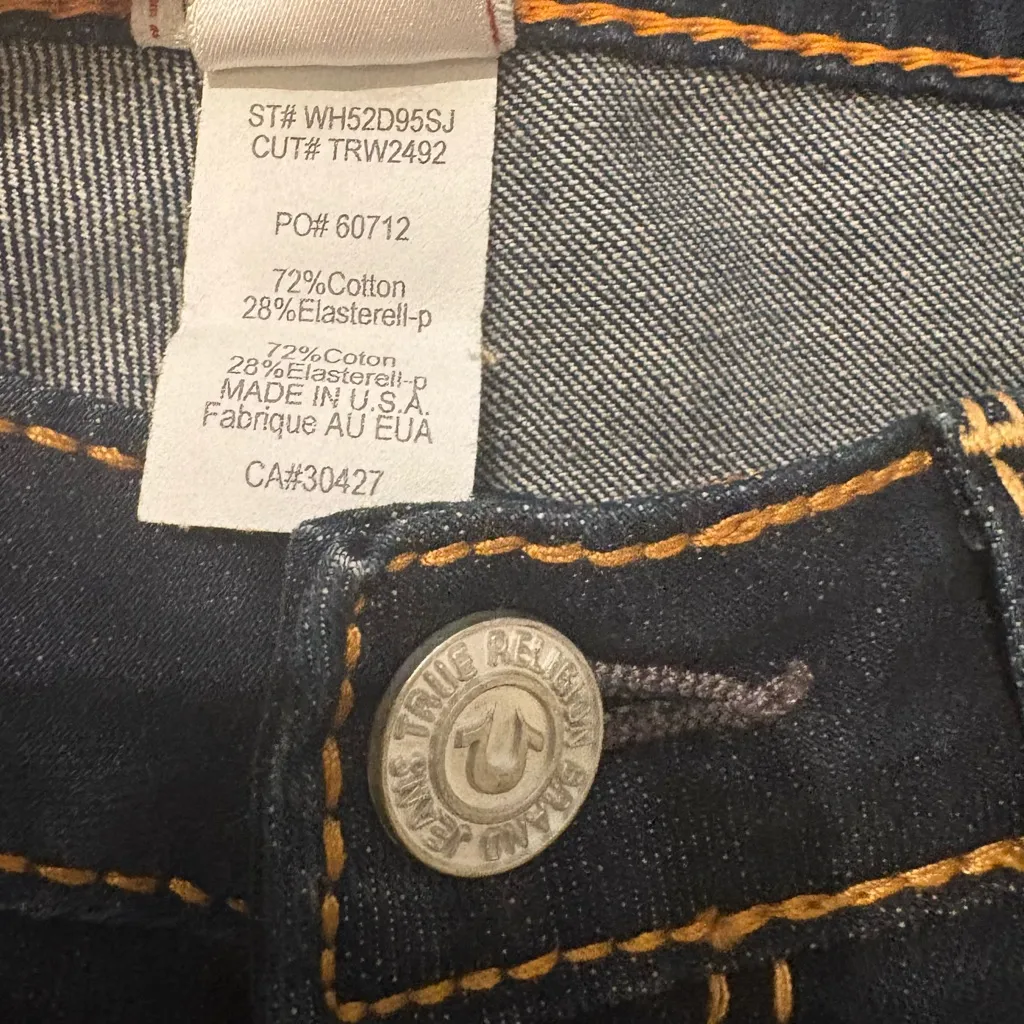 ST# WH52D95SJ
CUT# TRW2492
PO# 60712
72%Cotton
28%Elasterell-p
72%Coton
28%Elasterell-p
MADE IN U.S.A.
Fabrique AU EUA
CA#30427
TRUE RELIGION BRAND JEANS